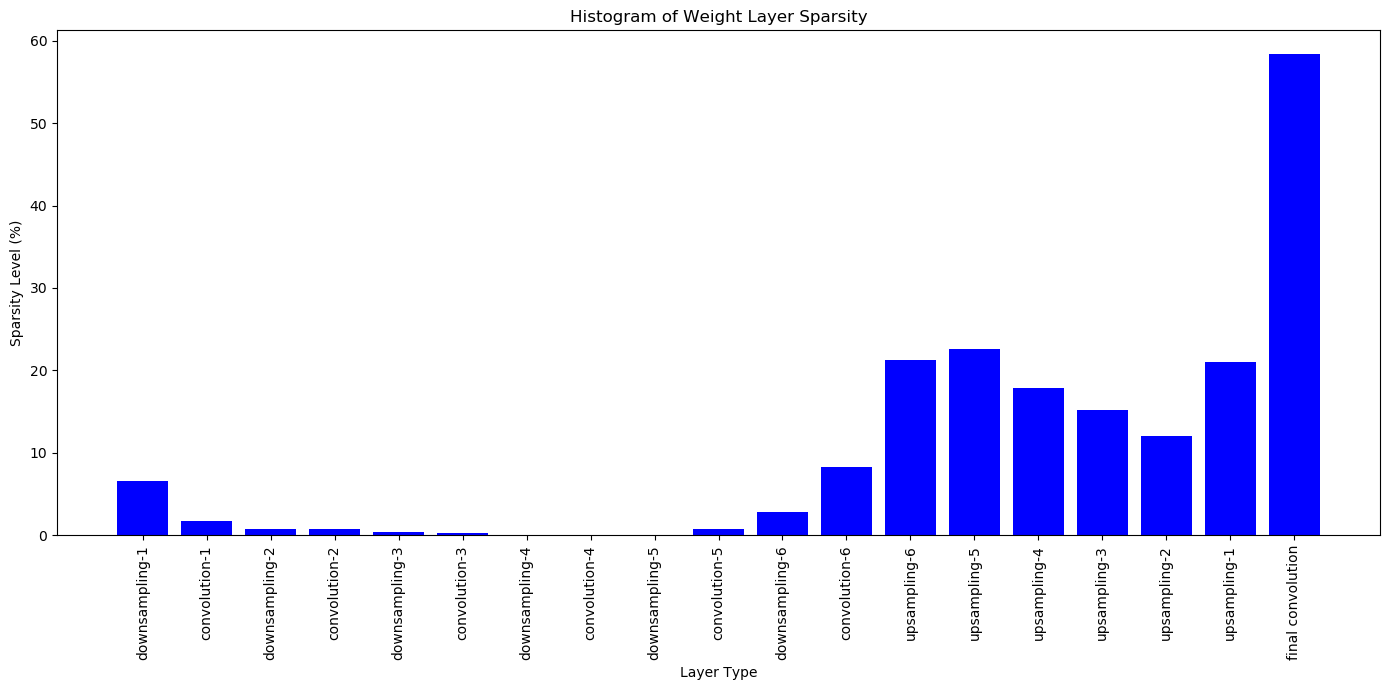 Histogram of Weight Layer Sparsity
Sparsity Level (%)
60
50
40
30
20
10
0
downsampling-1
convolution-1
downsampling-2
convolution-2
downsampling-3
convolution-3
downsampling-4
convolution-4
downsampling-5
convolution-5
downsampling-6
convolution-6
upsampling-6
upsampling-5
upsampling-4
upsampling-3
upsampling-2
upsampling-1
final convolution
Layer Type